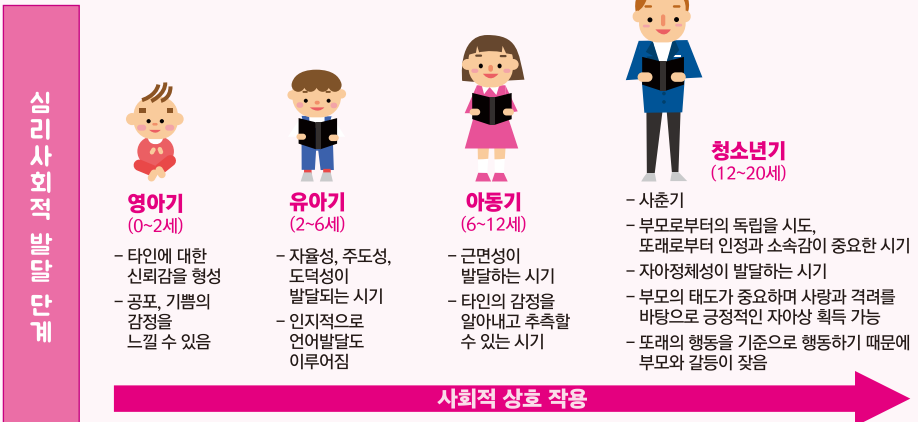 심리사회적 발달 단계
영아기
(0~2세)
– 타인에 대한
신뢰감을 형성
– 공포, 기쁨의
감정을
느낄 수 있음
유아기
(2~6세)
– 자율성, 주도성,
도덕성이
발달되는 시기
– 인지적으로
언어발달도
이루어짐
아동기
(6~12세)
– 근면성이
발달하는 시기
– 타인의 감정을
알아내고 추측할
수 있는 시기
청소년기
(12~20세)
– 사춘기
– 부모로부터의 독립을 시도,
또래로부터 인정과 소속감이 중요한 시기
– 자아정체성이 발달하는 시기
– 부모의 태도가 중요하며 사랑과 격려를
바탕으로 긍정적인 자아상 획득 가능
– 또래의 행동을 기준으로 행동하기 때문에
부모와 갈등이 잦음
사회적 상호 작용